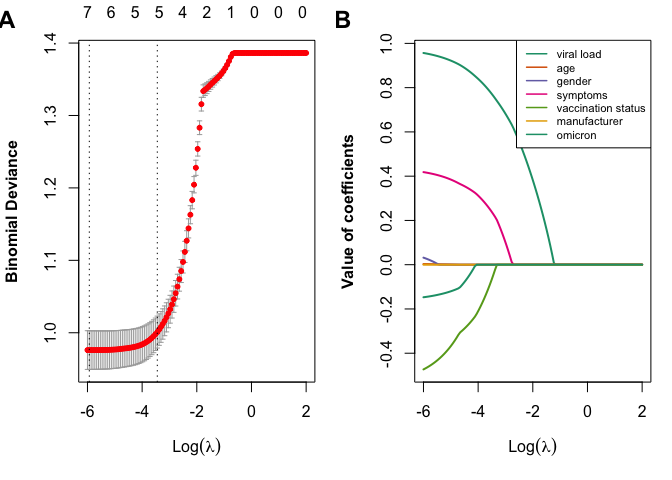 A
7 6 5 5 4 2 1 0 0 0
1.4
1.3
1.2
1.1
1.0
Binomial Deviance
-6 -4 -2 0 2
Log(λ)
B
1.0
0.8
0.6
0.4
0.2
0.0
-0.2
-0.4
Value of coefficients
viral load
age
gender
symptoms
vaccination status
manufacturer
omicron
-6 -4 -2 0 2
Log(λ)